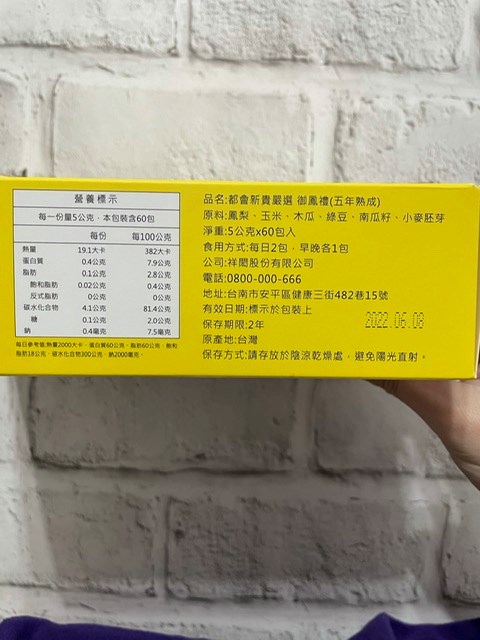 營養標示
每一份量5公克，本包裝含60包
每份 每100公克
熱量 19.1大卡 382大卡
蛋白質 0.4公克 7.9公克
脂肪 0.1公克 2.8公克
飽和脂肪 0.02公克 0.4公克
反式脂肪 0公克 0公克
碳水化合物 4.1公克 81.4公克
糖 0.1公克 2.0公克
鈉 0.4毫克 7.5毫克
每日參考值:熱量2000大卡、蛋白質60公克、脂肪60公克、飽和
脂肪18公克、碳水化合物300公克、鈉2000毫克。
品名:都會新貴嚴選 御鳳禮(五年熟成)
原料:鳳梨、玉米、木瓜、綠豆、南瓜籽、小麥胚芽
淨重:5公克x60包入
食用方式:每日2包，早晚各1包
公司:祥閎股份有限公司
電話:0800-000-666
地址:台南市安平區健康三街482巷15號
有效日期:標示於包裝上
保存期限:2年
2022.06.08
原產地:台灣
保存方式:請存放於陰涼乾燥處，避免陽光直射。